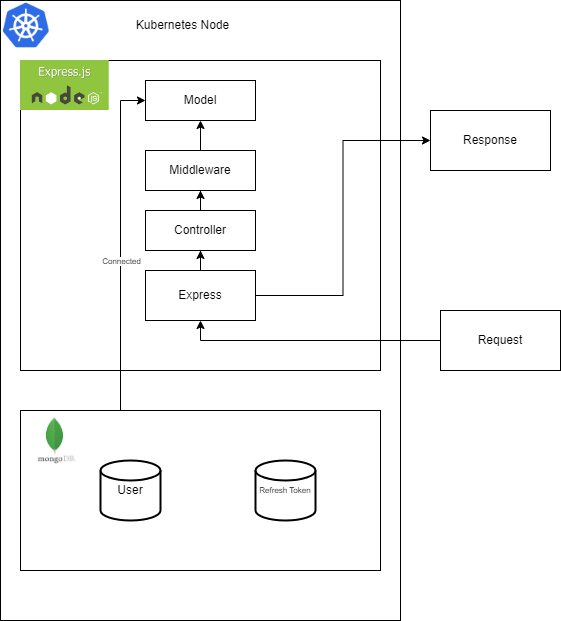 Kubernetes Node
Express.js
node
JS
Model
Response
Middleware
Controller
Connected
Express
Request
mongoDB
User
Refresh Token